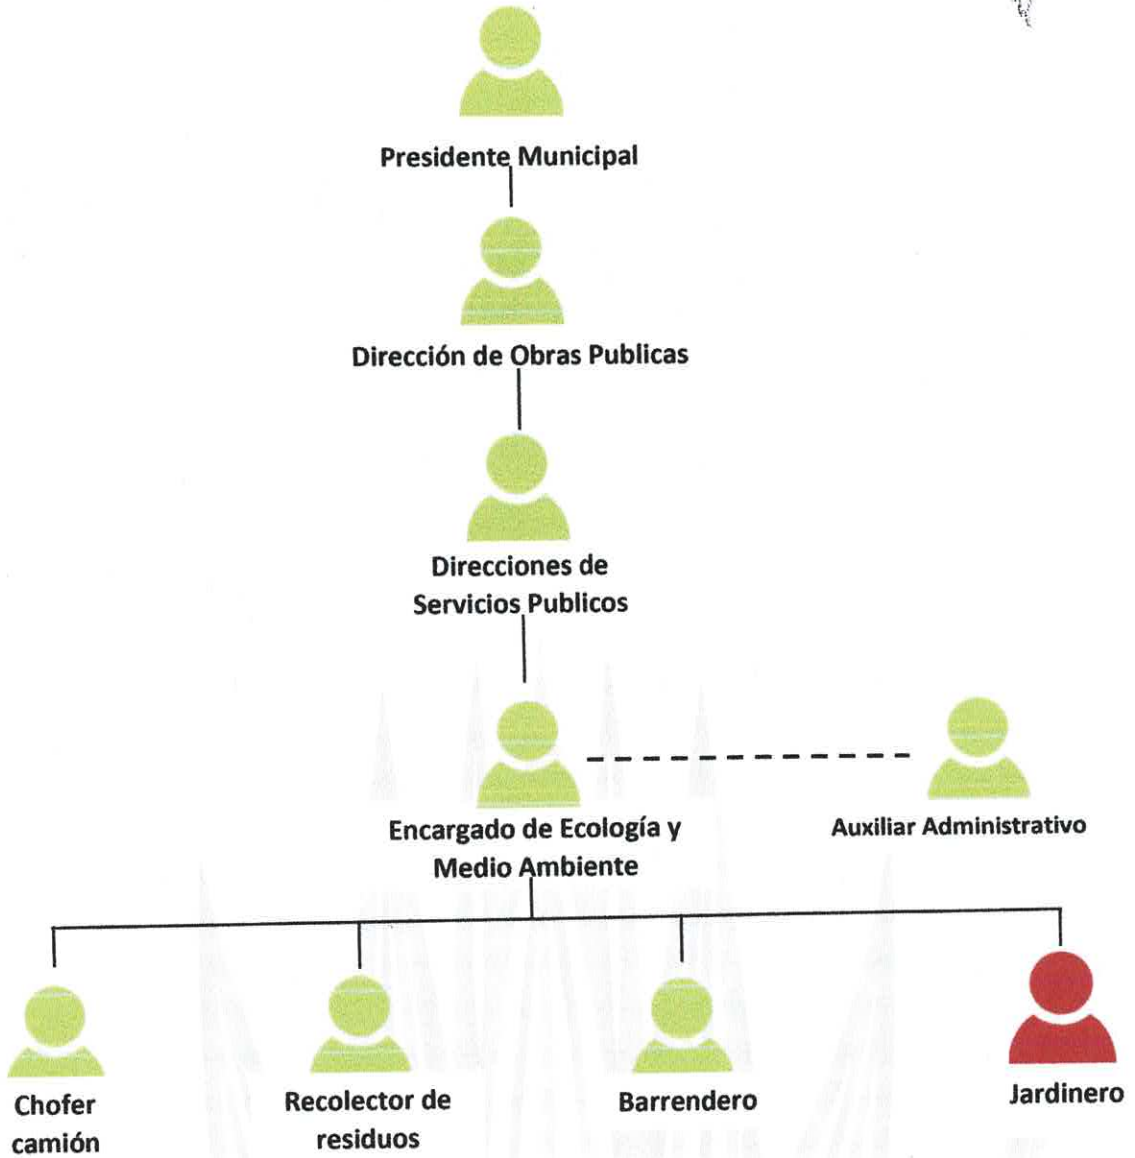 Presidente Municipal
Dirección de Obras Publicas
Direcciones de
Servicios Publicos
Encargado de Ecología y
Medio Ambiente
Auxiliar Administrativo
Chofer
camión
Recolector de
residuos
Barrendero
Jardinero